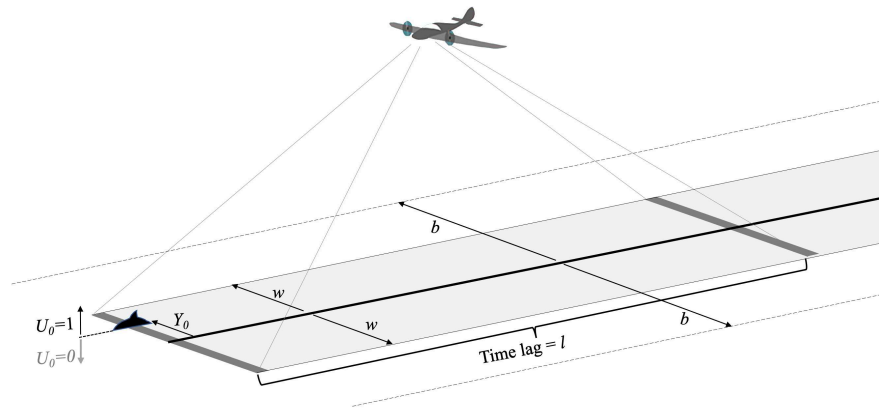 b
w
w
b
U₀=1
Y₀
U₀=0
Time lag = l